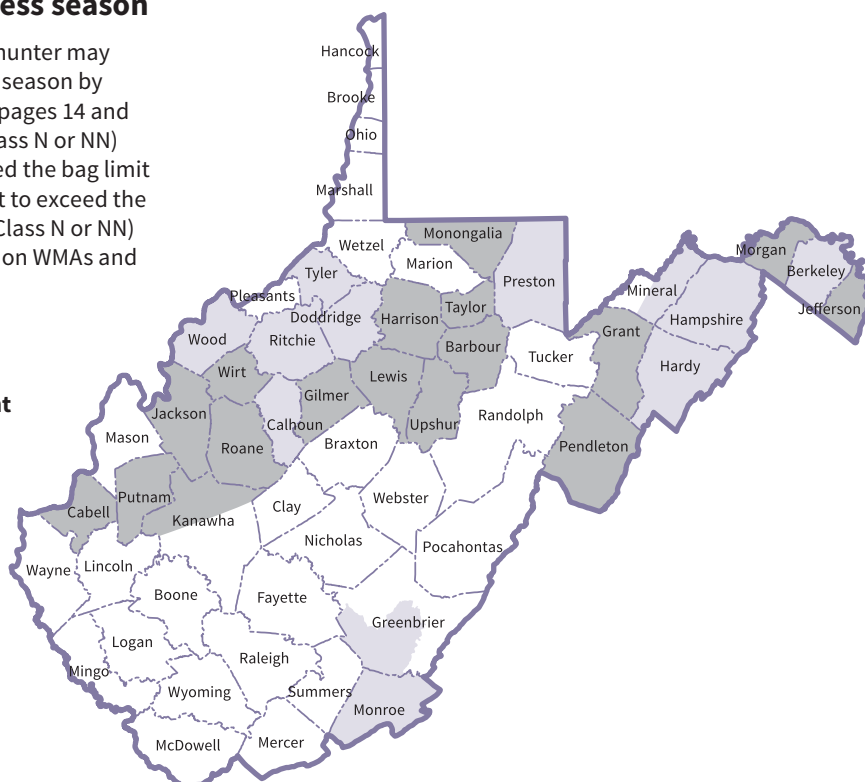 ess season
hunter may
season by
pages 14 and
ass N or NN)
ed the bag limit
t to exceed the
Class N or NN)
on WMAs and
t
Hancock
Brooke
Ohio
Marshall
Wetzel
Monongalia
Marion
Tyler
Preston
Pleasants
Doddridge
Harrison
Taylor
Wood
Ritchie
Barbour
Tucker
Morgan
Berkeley
Jefferson
Mineral
Hampshire
Grant
Hardy
Wirt
Lewis
Gilmer
Jackson
Calhoun
Upshur
Randolph
Mason
Roane
Braxton
Pendleton
Putnam
Cabell
Kanawha
Clay
Webster
Nicholas
Pocahontas
Wayne
Lincoln
Boone
Fayette
Greenbrier
Logan
Raleigh
Mingo
Wyoming
Summers
Monroe
McDowell
Mercer